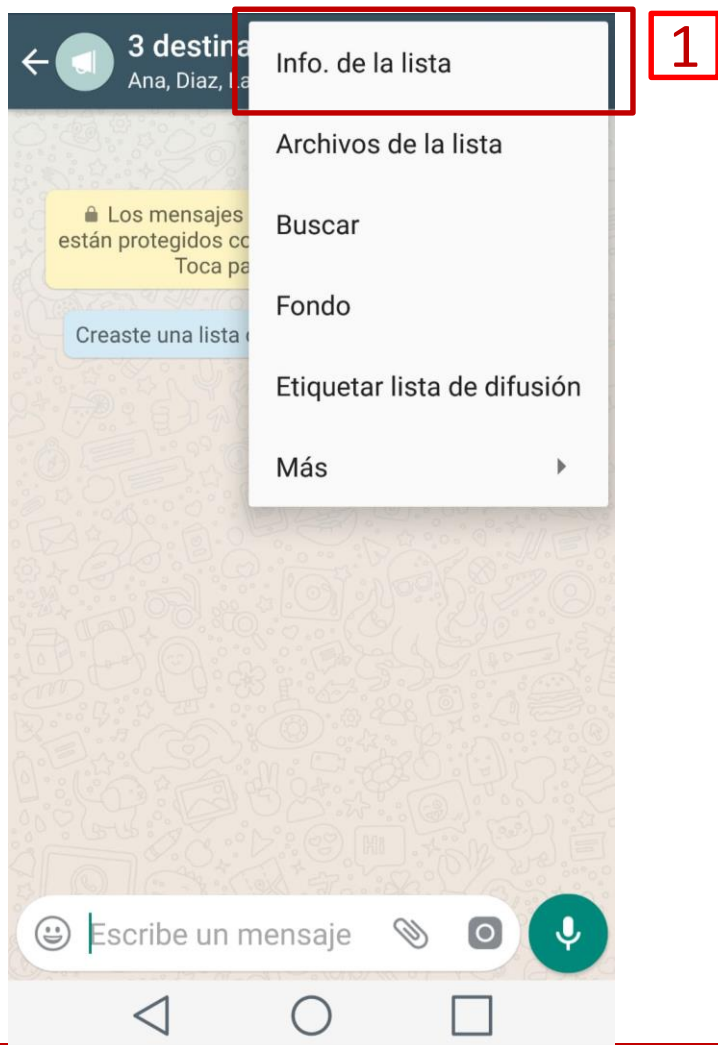 3 destina
Ana, Diaz,
Info. de la lista
1
Archivos de la lista
Los mensajes
están protegidos co
Toca pa
Buscar
Fondo
Creaste una lista
Etiquetar lista de difusión
Más
Hi
Escribe un mensaje